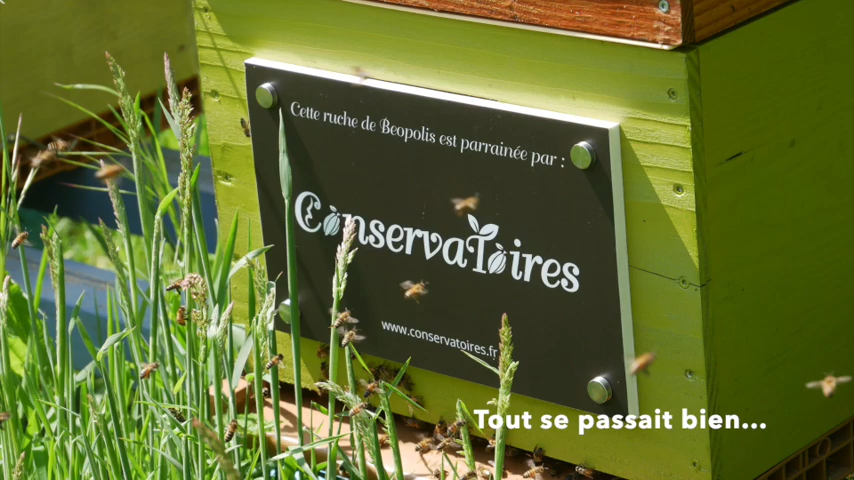 Cette ruche de Beopolis est parrainée par :
ConservaToires
www.conservatoires.fr
Tout se passait bien...